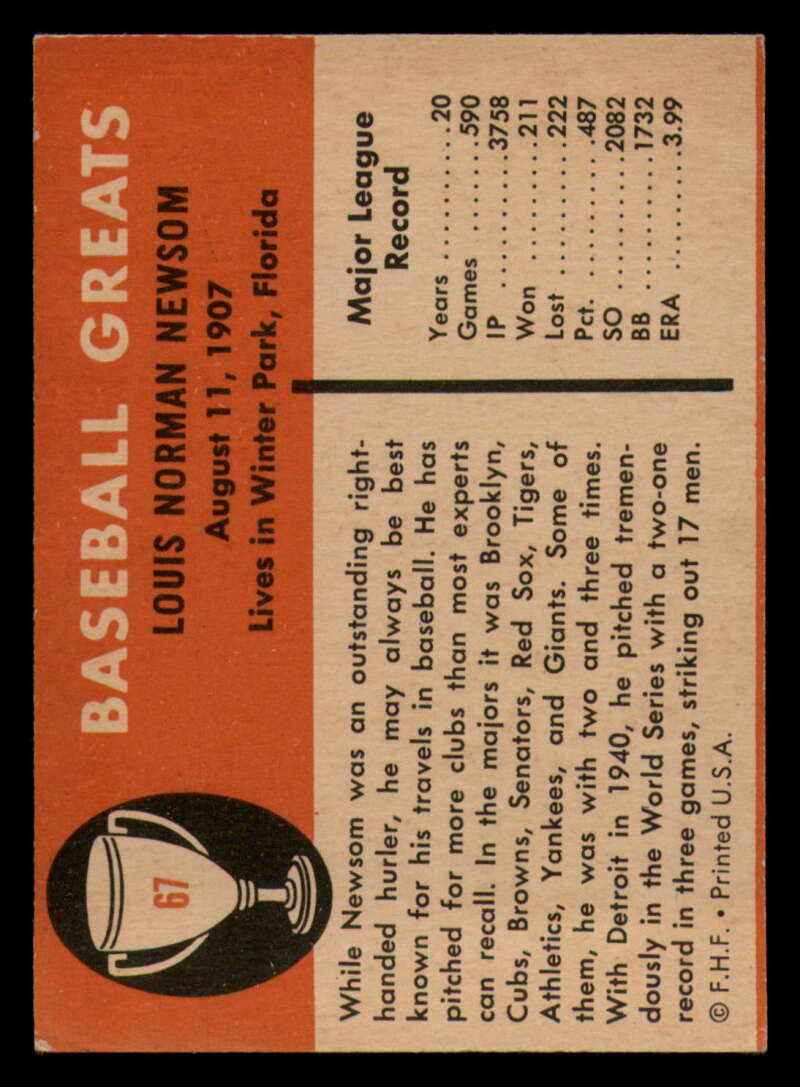 BASEBALL GREATS
67
LOUIS NORMAN NEWSOM
August 11, 1907
Lives in Winter Park, Florida
While Newsom was an outstanding right-
handed hurler, he may always be best
known for his travels in baseball. He has
pitched for more clubs than most experts
can recall. In the majors it was Brooklyn,
Cubs, Browns, Senators, Red Sox, Tigers,
Athletics, Yankees, and Giants. Some of
them, he was with two and three times.
With Detroit in 1940, he pitched tremen-
dously in the World Series with a two-one
record in three games, striking out 17 men.
© F.H.F. • Printed U.S.A.
Major League
Record
Years ..........20
Games .......590
IP ..........3758
Won ........211
Lost .........222
Pct. .........487
SO .......2082
BB .......1732
ERA .......3.99